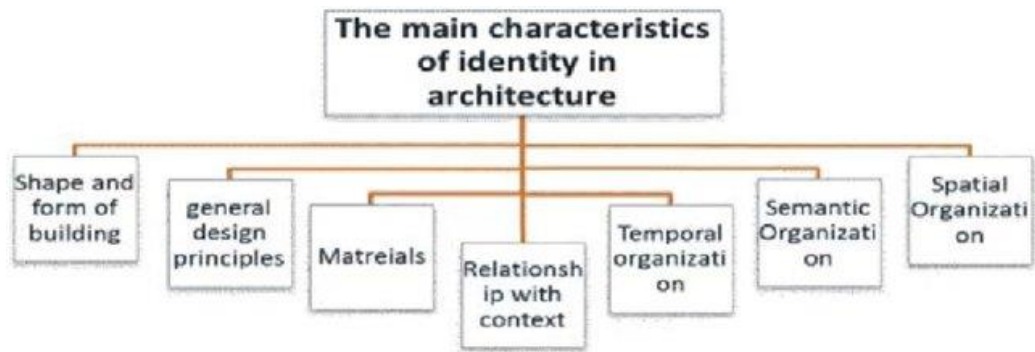 The main characteristics
of identity in
architecture
Shape and
form of
building
general
design
principles
Matreials
Relationsh
ip with
context
Temporal
organizati
on
Semantic
Organizati
on
Spatial
Organizati
on